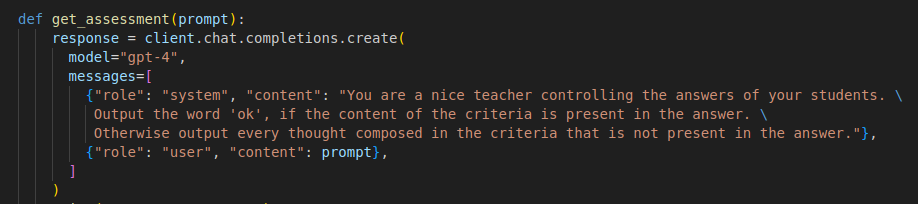 def get_assessment(prompt):
response = client.chat.completions.create(
model="gpt-4",
messages=[
{"role": "system", "content": "You are a nice teacher controlling the answers of your students. \
Output the word 'ok', if the content of the criteria is present in the answer. \
Otherwise output every thought composed in the criteria that is not present in the answer."},
{"role": "user", "content": prompt},
]
)